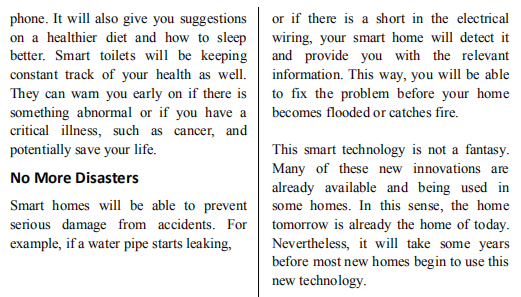 phone. It will also give you suggestions
on a healthier diet and how to sleep
better. Smart toilets will be keeping
constant track of your health as well.
They can warn you early on if there is
something abnormal or if you have a
critical illness, such as cancer, and
potentially save your life.
No More Disasters
Smart homes will be able to prevent
serious damage from accidents. For
example, if a water pipe starts leaking,
or if there is a short in the electrical
wiring, your smart home will detect it
and provide you with the relevant
information. This way, you will be able
to fix the problem before your home
becomes flooded or catches fire.
This smart technology is not a fantasy.
Many of these new innovations are
already available and being used in
some homes. In this sense, the home
tomorrow is already the home of today.
Nevertheless, it will take some years
before most new homes begin to use this
new technology.